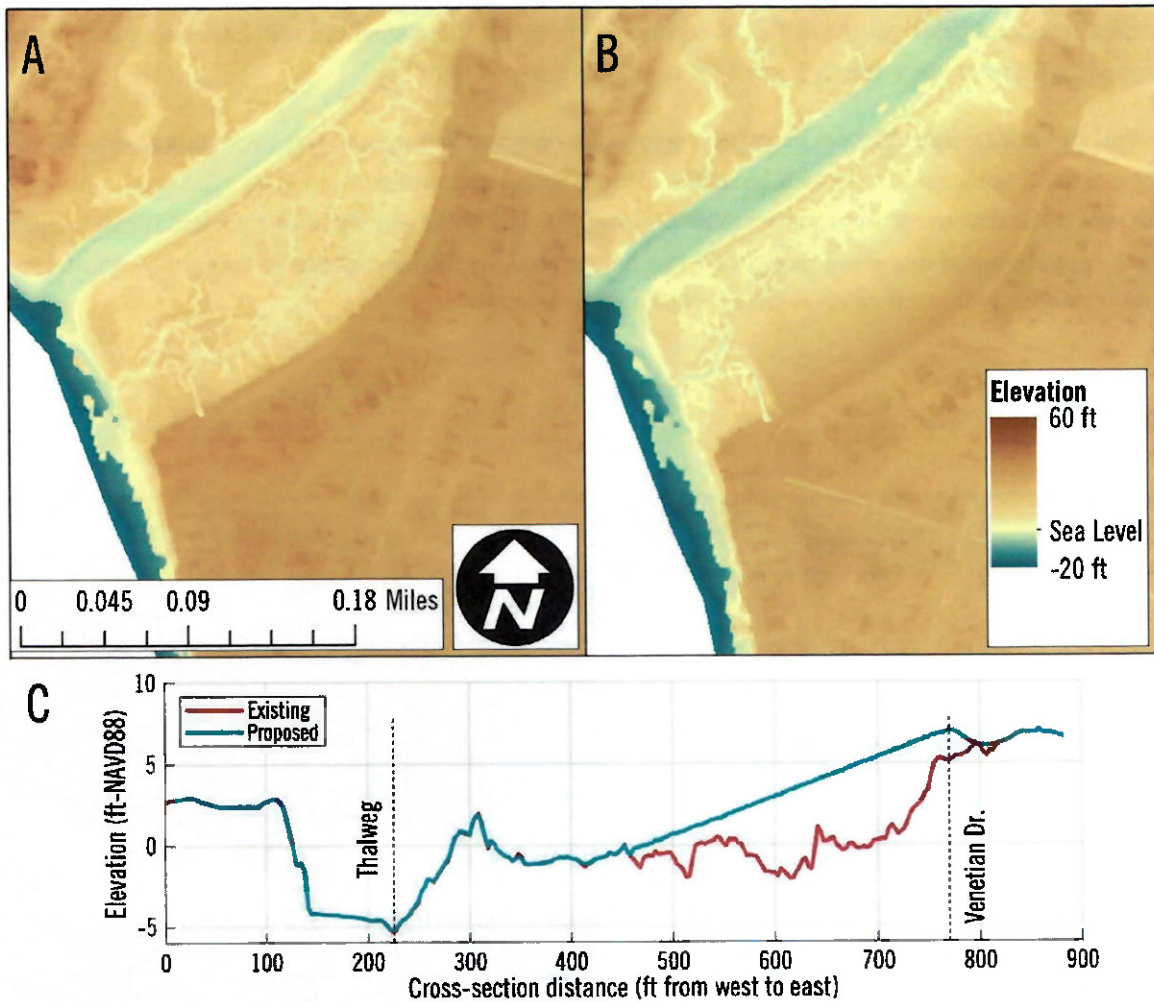 A
B
Elevation
60 ft
Sea Level
-20 ft
0 0.045 0.09 0.18 Miles
N
C
Existing
Proposed
Elevation (ft-NAVD88)
10
5
0
-5
Thalweg
Venetian Dr.
0 100 200 300 400 500 600 700 800 900
Cross-section distance (ft from west to east)